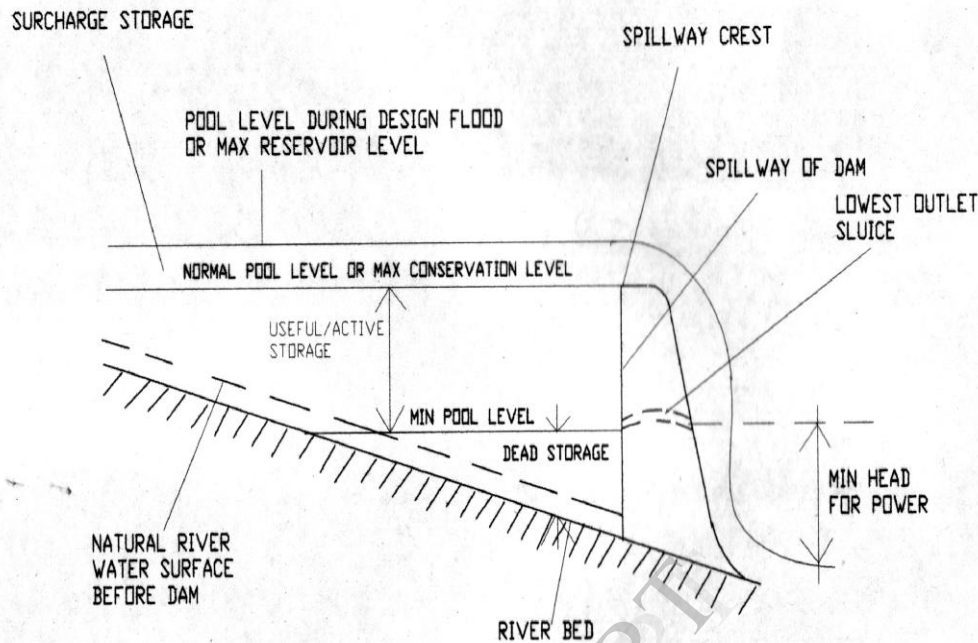 SURCHARGE STORAGE
SPILLWAY CREST
POOL LEVEL DURING DESIGN FLOOD
OR MAX RESERVOIR LEVEL
SPILLWAY OF DAM
LOWEST OUTLET
SLUICE
NORMAL POOL LEVEL OR MAX CONSERVATION LEVEL
USEFUL/ACTIVE
STORAGE
MIN POOL LEVEL
DEAD STORAGE
MIN HEAD
FOR POWER
NATURAL RIVER
WATER SURFACE
BEFORE DAM
RIVER BED